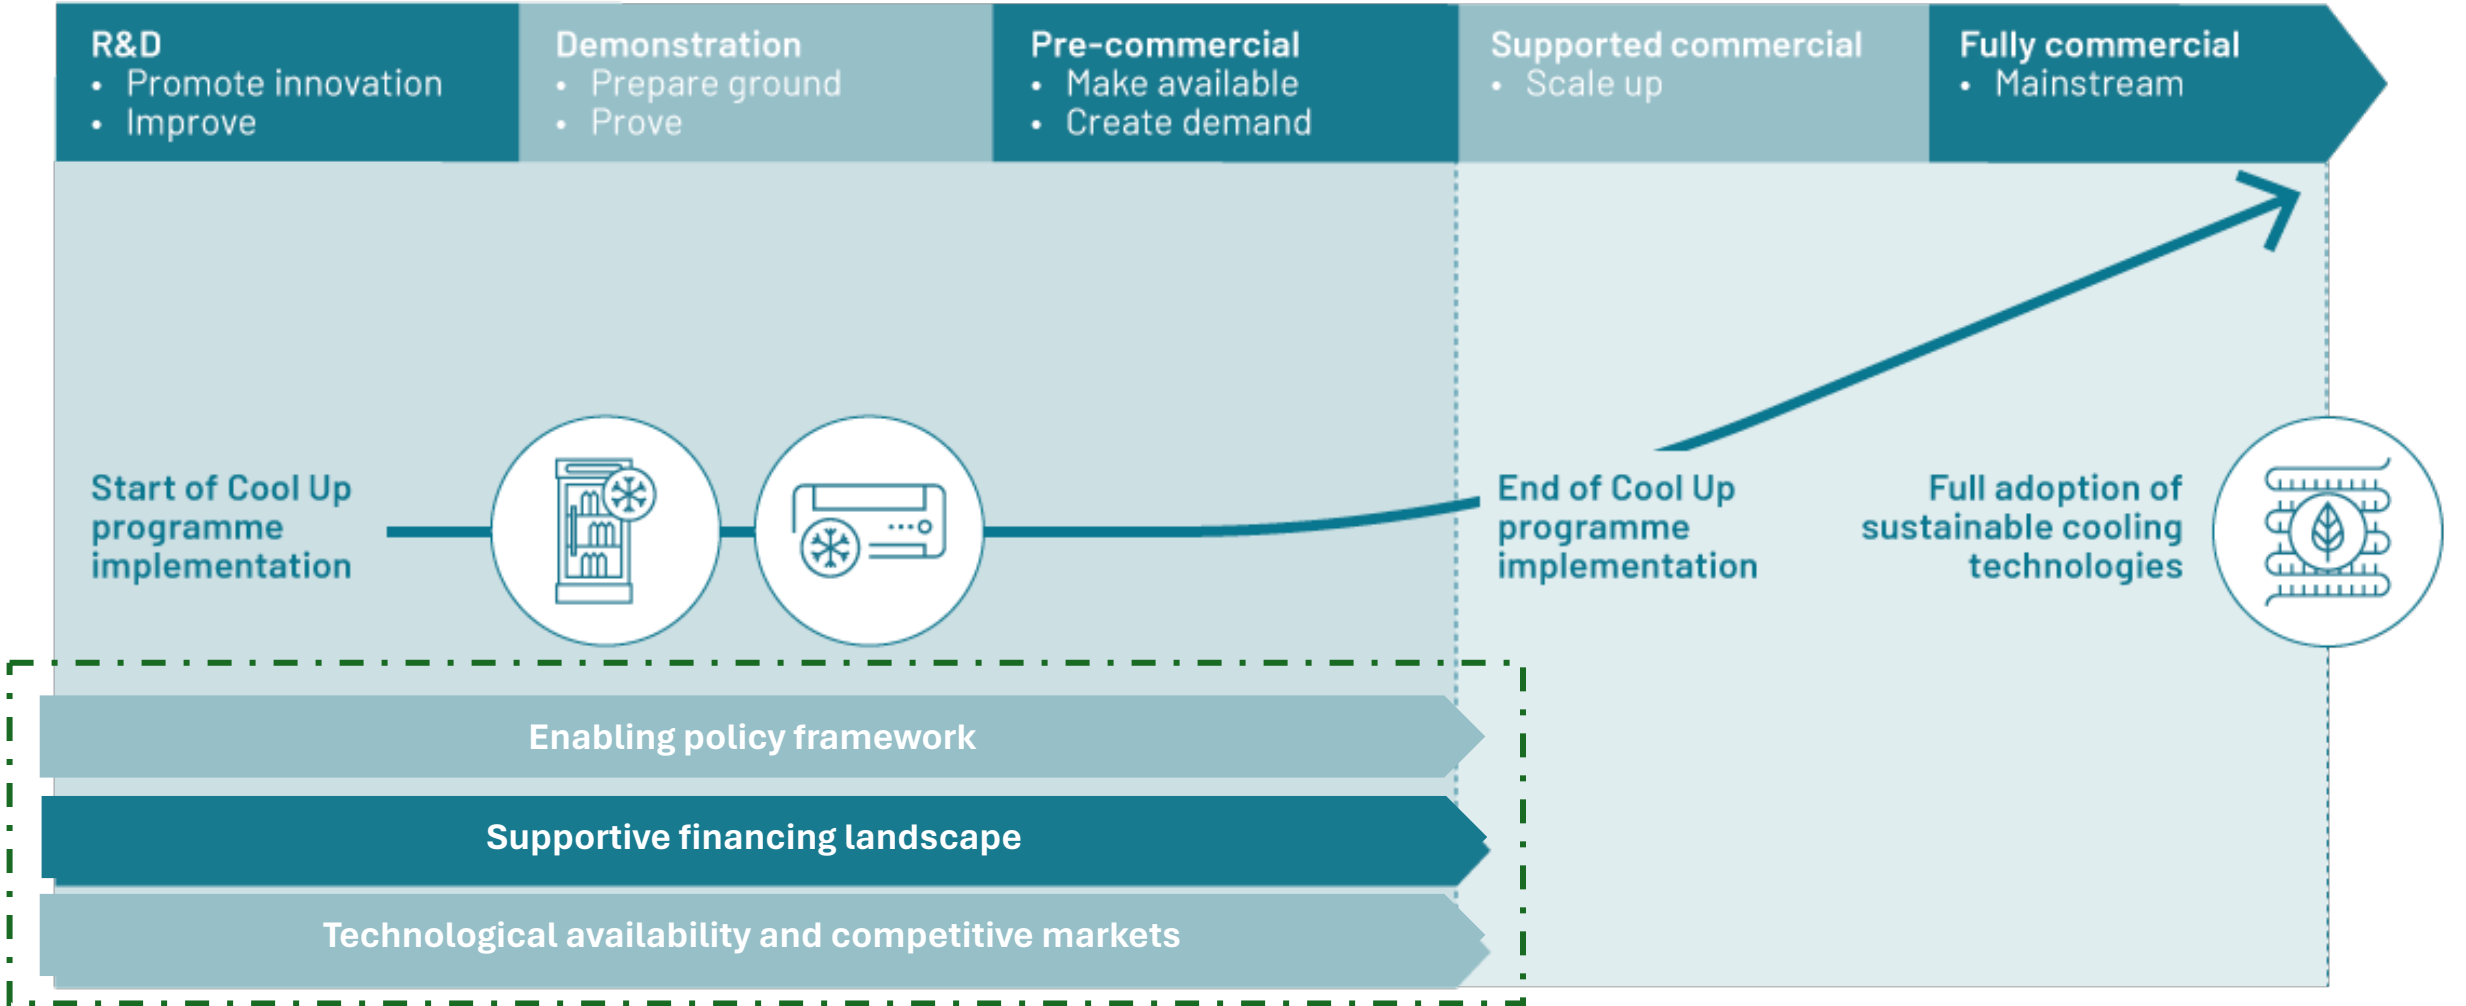 R&D
• Promote innovation
• Improve
Demonstration
• Prepare ground
• Prove
Pre-commercial
• Make available
• Create demand
Supported commercial
• Scale up
Fully commercial
• Mainstream
Start of Cool Up
programme
implementation
End of Cool Up
programme
implementation
Full adoption of
sustainable cooling
technologies
Enabling policy framework
Supportive financing landscape
Technological availability and competitive markets